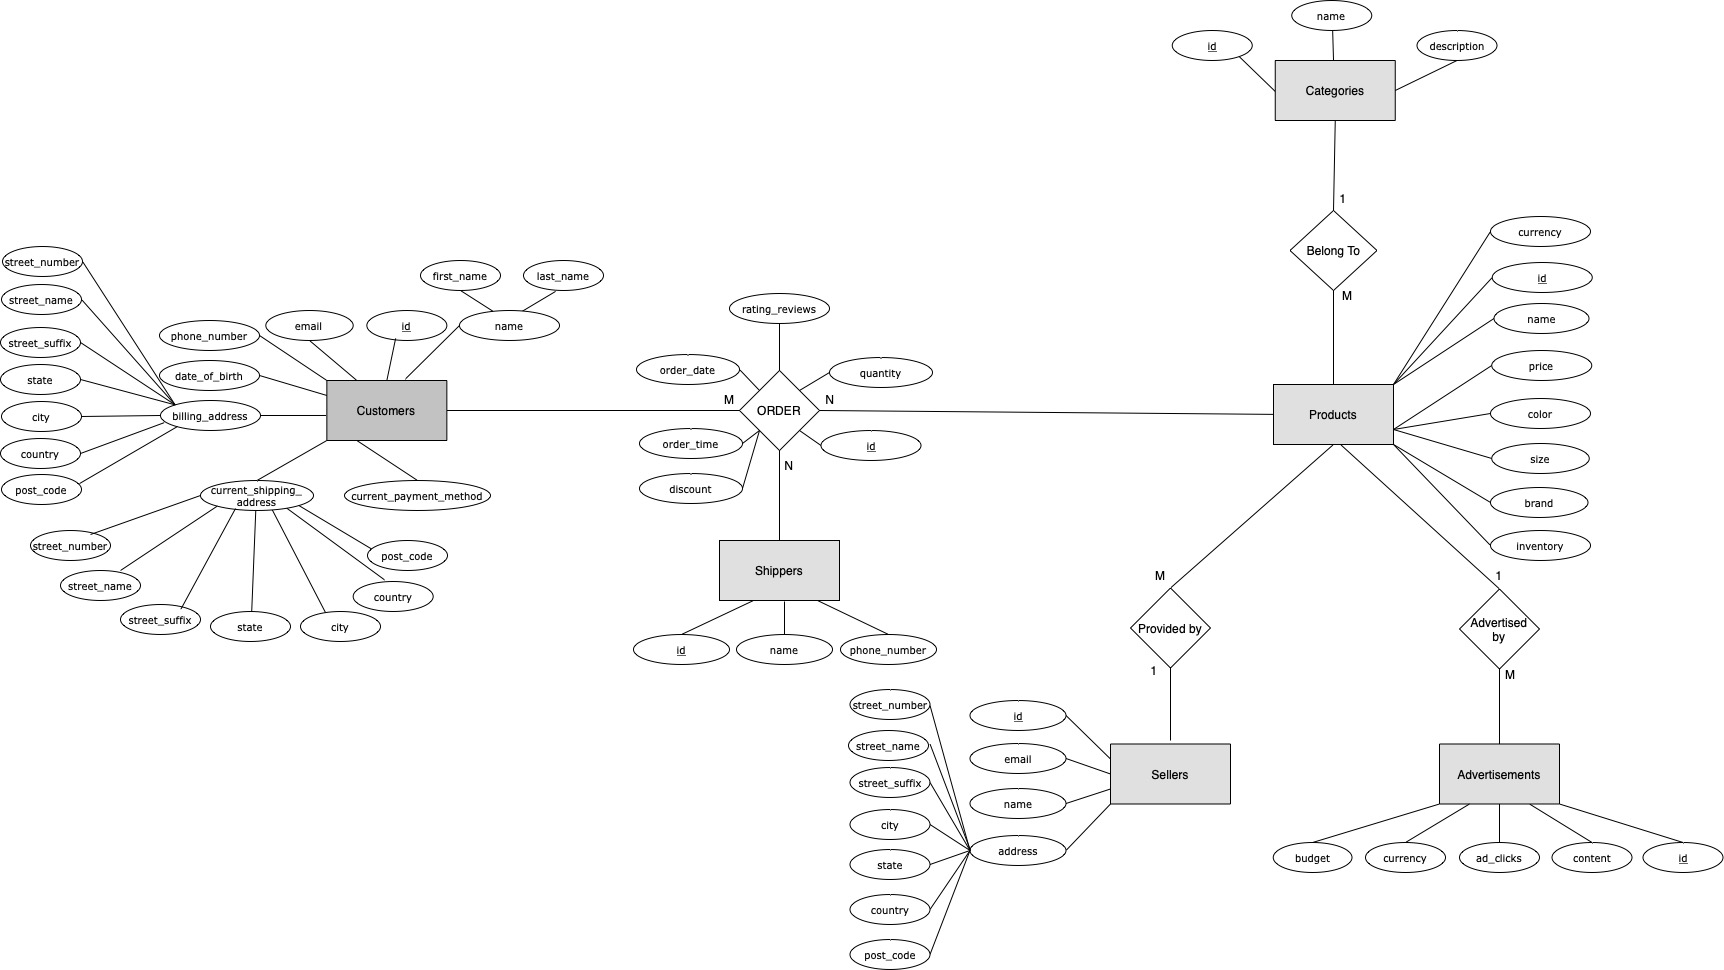 name
id
description
Categories
1
Belong To
M
currency
id
name
price
color
size
brand
inventory
Products
street_number
street_name
street_suffix
state
city
country
post_code
phone_number
date_of_birth
billing_address
email
id
first_name
last_name
name
Customers
current_shipping_
address
current_payment_method
street_number
street_name
street_suffix
state
city
country
post_code
rating_reviews
order_date
quantity
M
ORDER
N
order_time
id
discount
N
Shippers
id
name
phone_number
M
Provided by
1
1
Advertised
by
M
street_number
street_name
street_suffix
city
state
country
post_code
id
email
name
address
Sellers
Advertisements
budget
currency
ad_clicks
content
id